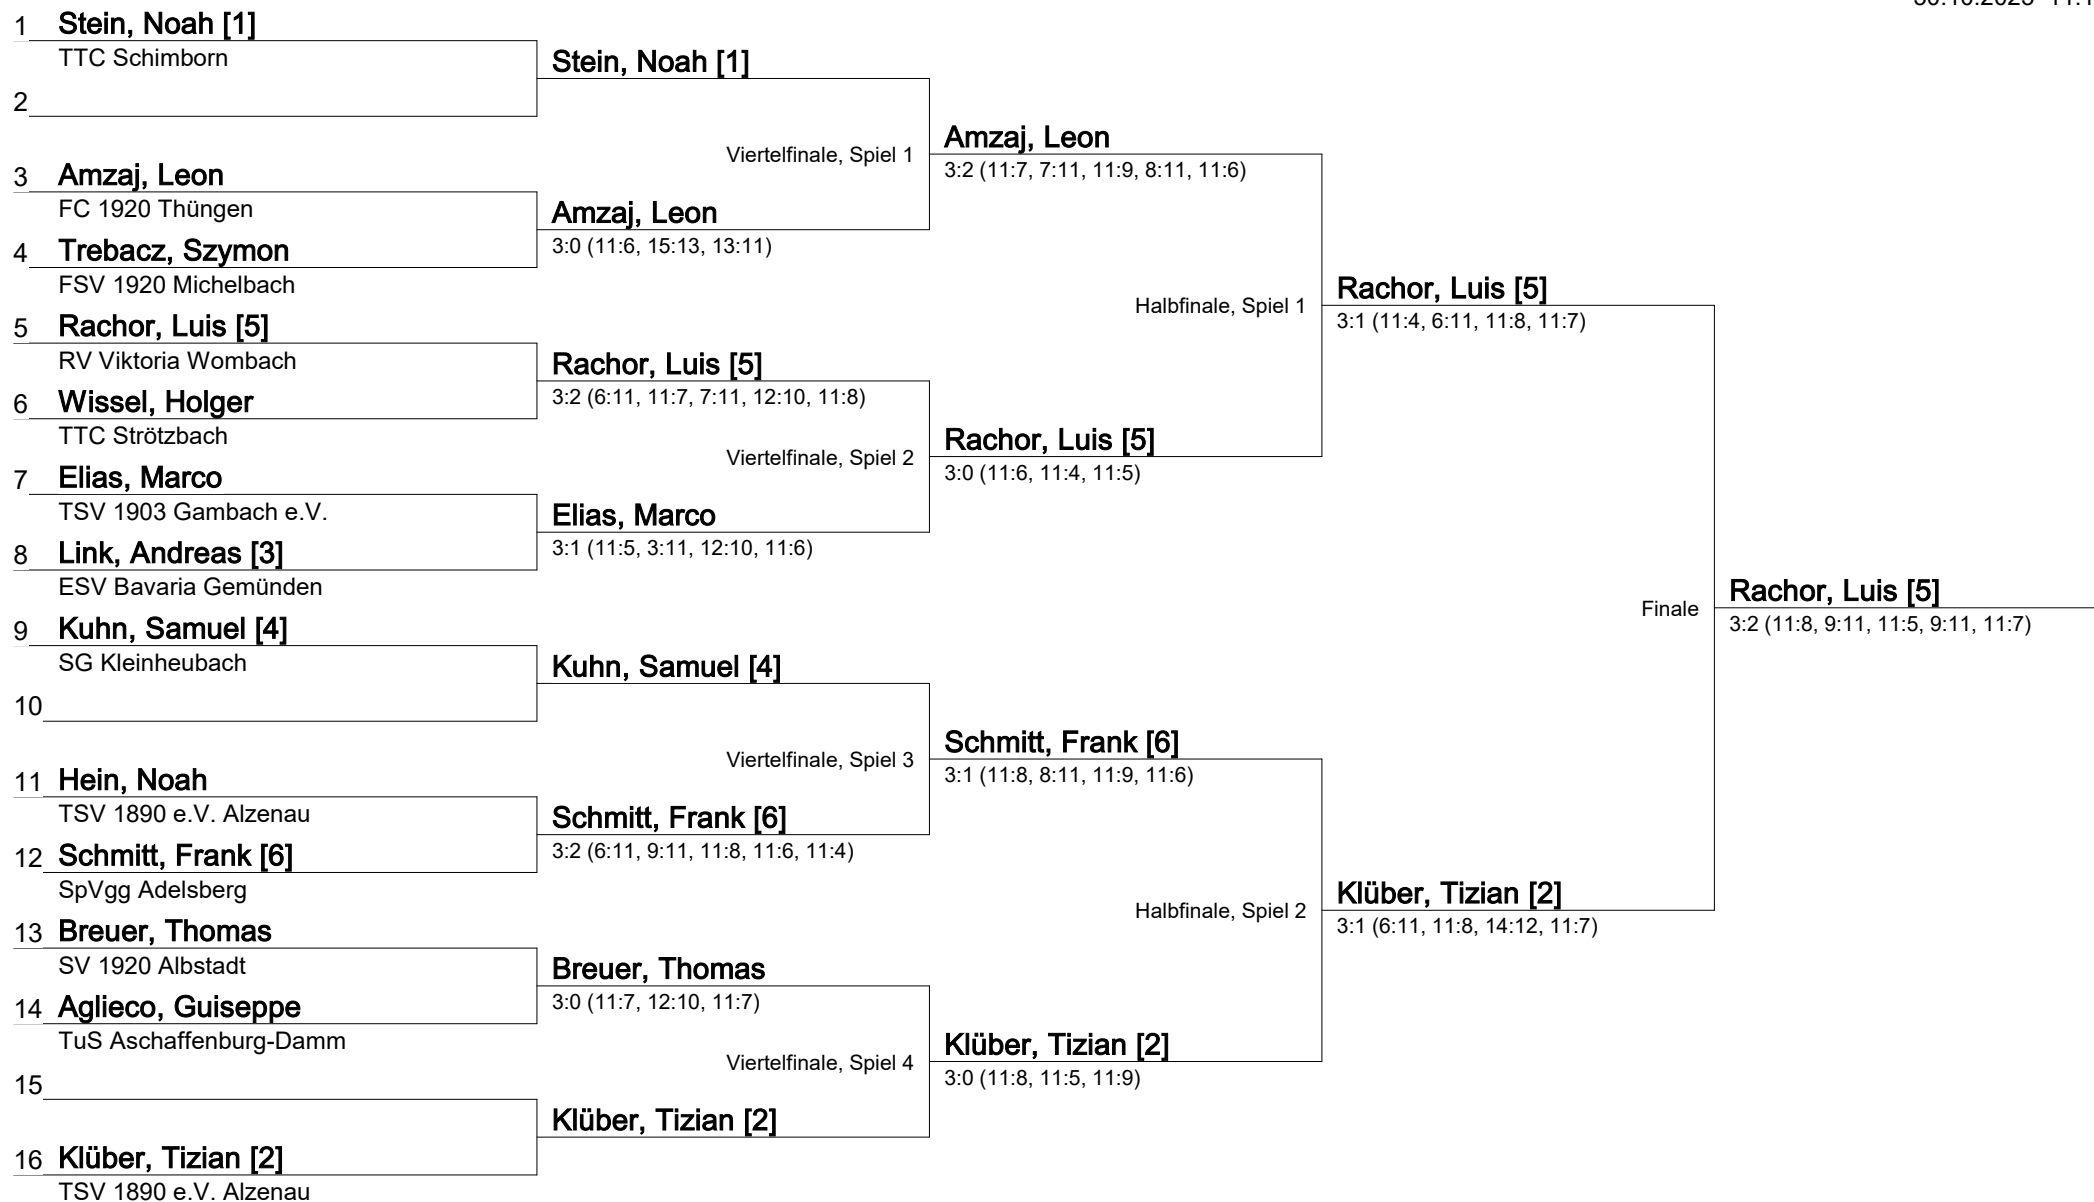 1 Stein, Noah [1]
TTC Schimborn
2
3 Amzaj, Leon
FC 1920 Thüngen
4 Trebacz, Szymon
FSV 1920 Michelbach
5 Rachor, Luis [5]
RV Viktoria Wombach
6 Wissel, Holger
TTC Strötzbach
7 Elias, Marco
TSV 1903 Gambach e.V.
8 Link, Andreas [3]
ESV Bavaria Gemünden
9 Kuhn, Samuel [4]
SG Kleinheubach
10
11 Hein, Noah
TSV 1890 e.V. Alzenau
12 Schmitt, Frank [6]
SpVgg Adelsberg
13 Breuer, Thomas
SV 1920 Albstadt
14 Aglieco, Guiseppe
TuS Aschaffenburg-Damm
15
16 Klüber, Tizian [2]
TSV 1890 e.V. Alzenau
Stein, Noah [1]
Viertelfinale, Spiel 1
Amzaj, Leon
3:0 (11:6, 15:13, 13:11)
Rachor, Luis [5]
3:2 (6:11, 11:7, 7:11, 12:10, 11:8)
Viertelfinale, Spiel 2
Elias, Marco
3:1 (11:5, 3:11, 12:10, 11:6)
Kuhn, Samuel [4]
Viertelfinale, Spiel 3
Schmitt, Frank [6]
3:2 (6:11, 9:11, 11:8, 11:6, 11:4)
Breuer, Thomas
3:0 (11:7, 12:10, 11:7)
Viertelfinale, Spiel 4
Klüber, Tizian [2]
Amzaj, Leon
3:2 (11:7, 7:11, 11:9, 8:11, 11:6)
Halbfinale, Spiel 1
Rachor, Luis [5]
3:0 (11:6, 11:4, 11:5)
Schmitt, Frank [6]
3:1 (11:8, 8:11, 11:9, 11:6)
Halbfinale, Spiel 2
Klüber, Tizian [2]
3:0 (11:8, 11:5, 11:9)
Rachor, Luis [5]
3:1 (11:4, 6:11, 11:8, 11:7)
Finale
Klüber, Tizian [2]
3:1 (6:11, 11:8, 14:12, 11:7)
Rachor, Luis [5]
3:2 (11:8, 9:11, 11:5, 9:11, 11:7)